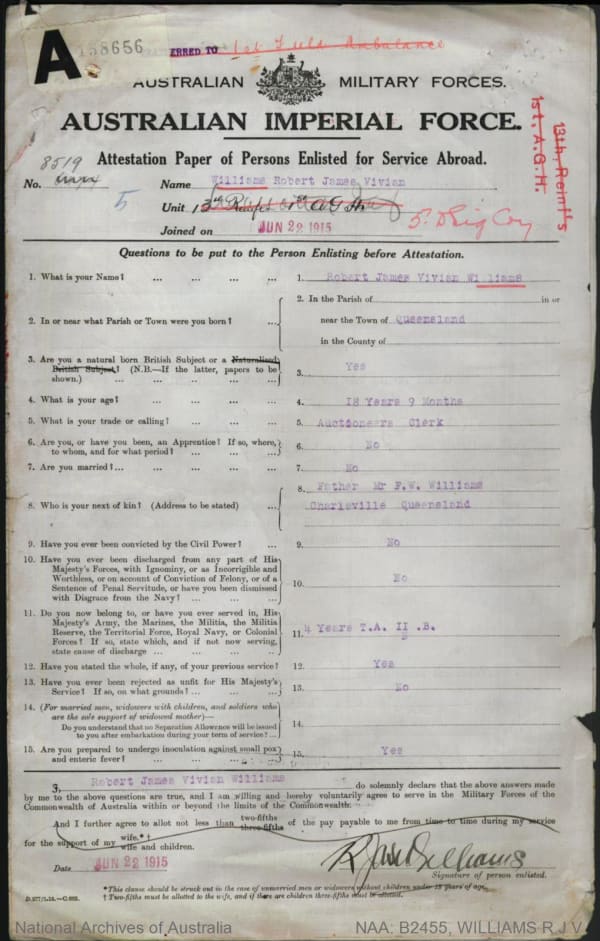 A 158656
ERRED TO 1st Field Ambulance
AUSTRALIAN MILITARY FORCES.
AUSTRALIAN IMPERIAL FORCE.
13th. Reinf's
1st. A.G.H.
Attestation Paper of Persons Enlisted for Service Abroad.
8519
No. Name Williams Robert James Vivian
5 Unit 13th Reinfs 1st A G H
Joined on JUN 22 1915
Questions to be put to the Person Enlisting before Attestation.
1. What is your Name? ... ... ... ... 1. Robert James Vivian Williams
2. In or near what Parish or Town were you born? ... 2. In the Parish of in or
near the Town of Queensland
in the County of
3. Are you a natural born British Subject or a Naturalised British Subject? (N.B.—If the latter, papers to be shown.) ... ... ... ... 3. Yes
4. What is your age? ... ... ... ... 4. 18 Years 9 Months
5. What is your trade or calling? ... ... ... 5. Auctioneers Clerk
6. Are you, or have you been, an Apprentice? If so, where, to whom, and for what period? ... ... ... 6. No
7. Are you married? ... ... ... ... ... 7. No
8. Who is your next of kin? (Address to be stated) ... 8. Father Mr F.W. Williams
Charleville Queensland
9. Have you ever been convicted by the Civil Power? ... 9. No
10. Have you ever been discharged from any part of His
Majesty's Forces, with Ignominy, or as Incorrigible and
Worthless, or on account of Conviction of Felony, or of a
Sentence of Penal Servitude, or have you been dismissed
with Disgrace from the Navy? ... ... ... 10. No
11. Do you now belong to, or have you ever served in, His
Majesty's Army, the Marines, the Militia, the Militia
Reserve, the Territorial Force, Royal Navy, or Colonial
Forces? If so, state which, and if not now serving,
state cause of discharge ... ... ... ... 11. 4 Years T.A. II .B.
12. Have you stated the whole, if any, of your previous service? 12. Yes
13. Have you ever been rejected as unfit for His Majesty's
Service? If so, on what grounds? ... ... ... 13. No
14. (For married men, widowers with children, and soldiers who
are the sole support of widowed mother)—
Do you understand that no Separation Allowance will be issued
to you after embarkation during your term of service? ... 14.
15. Are you prepared to undergo inoculation against small pox
and enteric fever? ... ... 15. Yes
I, Robert James Vivian Williams do solemnly declare that the above answers made
by me to the above questions are true, and I am willing and hereby voluntarily agree to serve in the Military Forces of the
Commonwealth of Australia within or beyond the limits of the Commonwealth.
And I further agree to allot not less than two-fifths three-fifths of the pay payable to me from time to time during my service
for the support of my wife.*† wife and children.
Date JUN 22 1915
Signature of person enlisted.
*This clause should be struck out in the case of unmarried men or widowers without children under 18 years of age.
† Two-fifths must be allotted to the wife, and if there are children three-fifths must be allotted.
National Archives of Australia NAA: B2455, WILLIAMS R J V